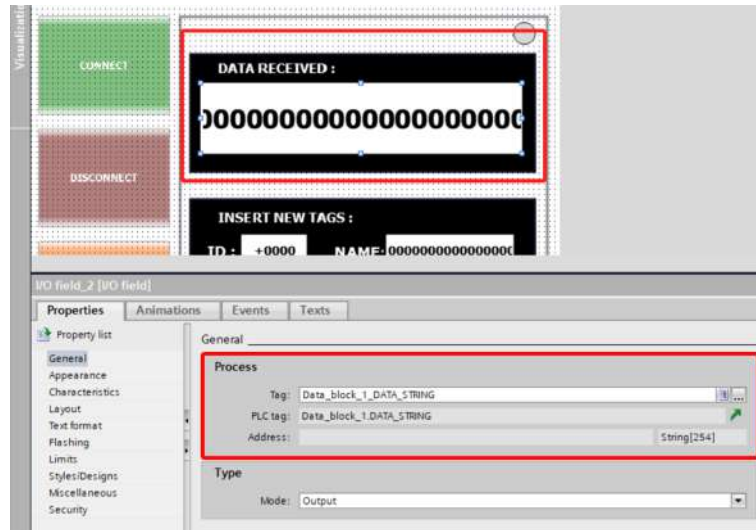 Visualizatio
CONNECT
DATA RECEIVED :
00000000000000000000
DISCONNECT
INSERT NEW TAGS :
ID : +0000 NAME: 0000000000000000
I/O field_2 [I/O field]
Properties Animations Events Texts
Property list
General
General
Process
Appearance
Characteristics
Tag: Data_block_1_DATA_STRING
Layout
PLC tag: Data_block_1.DATA_STRING
Text format
Address: String[254]
Flashing
Limits
Type
Styles/Designs
Miscellaneous
Mode: Output
Security